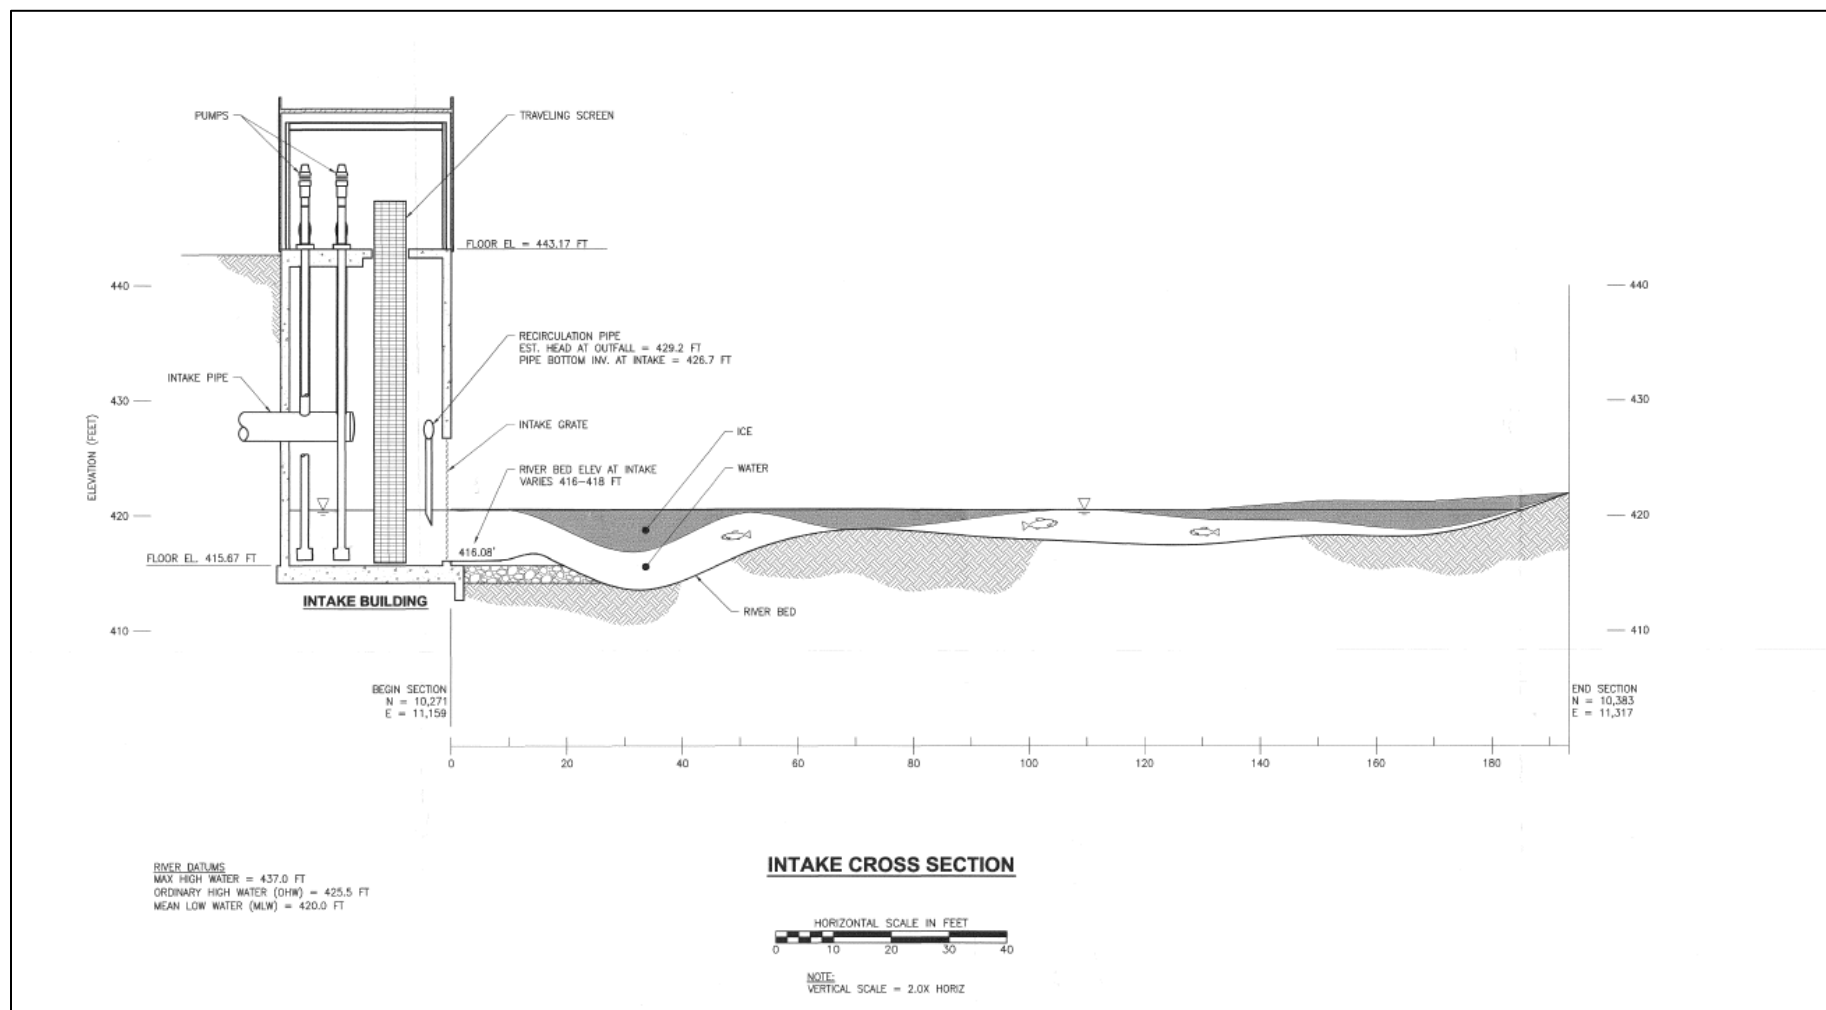 PUMPS
TRAVELING SCREEN
FLOOR EL = 443.17 FT
440
440
RECIRCULATION PIPE
EST. HEAD AT OUTFALL = 429.2 FT
PIPE BOTTOM INV. AT INTAKE = 426.7 FT
INTAKE PIPE
430
430
ELEVATION (FEET)
INTAKE GRATE
ICE
RIVER BED ELEV AT INTAKE
VARIES 416-418 FT
WATER
420
420
416.08'
FLOOR EL. 415.67 FT
INTAKE BUILDING
RIVER BED
410
410
BEGIN SECTION
N = 10,271
E = 11,159
END SECTION
N = 10,383
E = 11,317
0 20 40 60 80 100 120 140 160 180
RIVER DATUMS
MAX HIGH WATER = 437.0 FT
ORDINARY HIGH WATER (OHW) = 425.5 FT
MEAN LOW WATER (MLW) = 420.0 FT
INTAKE CROSS SECTION
HORIZONTAL SCALE IN FEET
0 10 20 30 40
NOTE:
VERTICAL SCALE = 2.0X HORIZ